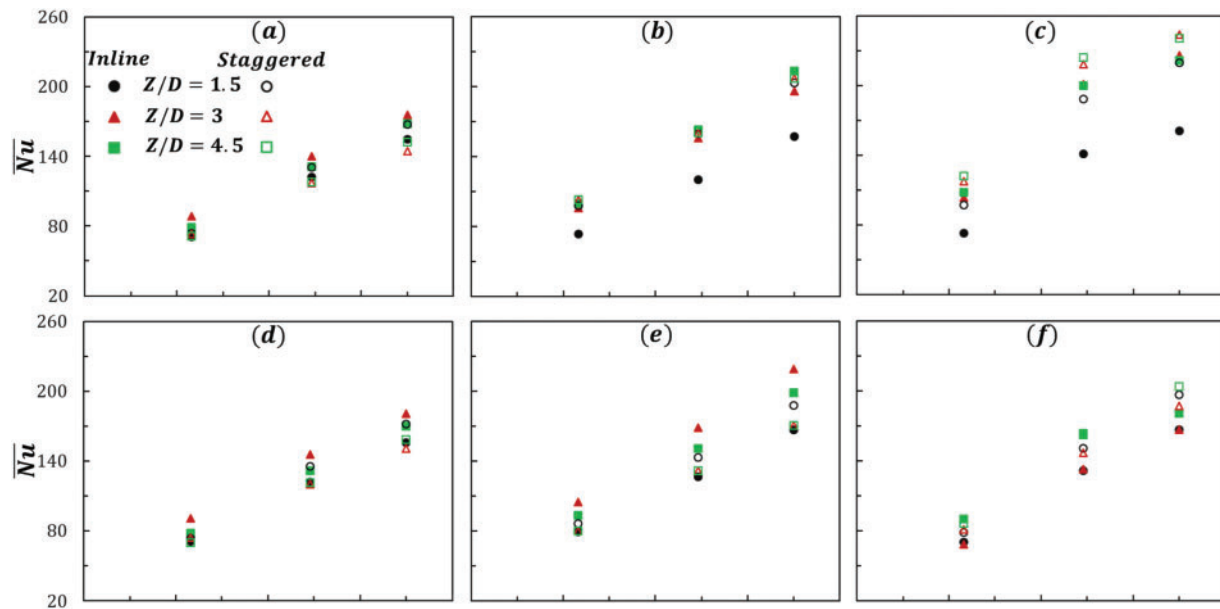 260
(a)
(b)
(c)
Inline Staggered
200
Z/D = 1.5
Z/D = 3
Z/D = 4.5
140
Nu
80
20
260
(d)
(e)
(f)
200
140
Nu
80
20